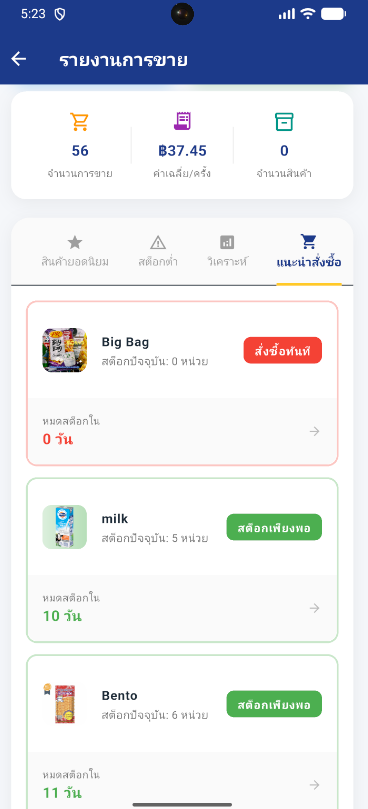 5:23
รายงานการขาย
56
฿37.45
0
จำนวนการขาย
ค่าเฉลี่ย/ครั้ง
จำนวนสินค้า
สินค้ายอดนิยม
สต็อกต่ำ
วิเคราะห์
แนะนำสั่งซื้อ
Big Bag
สต็อกปัจจุบัน: 0 หน่วย
สั่งซื้อทันที
หมดสต็อกใน
0 วัน
milk
สต็อกปัจจุบัน: 5 หน่วย
สต็อกเพียงพอ
หมดสต็อกใน
10 วัน
Bento
สต็อกปัจจุบัน: 6 หน่วย
สต็อกเพียงพอ
หมดสต็อกใน
11 วัน